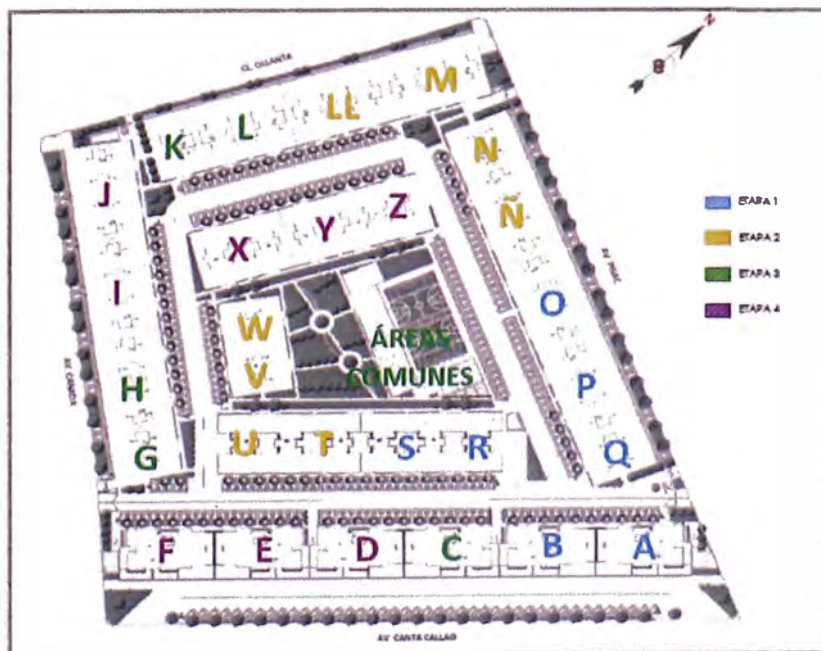 CL. OLLANTA
M
LL
L
K
N
J
Ñ
Z
Y
X
I
O
W
ÁREAS
COMUNES
V
H
P
G
U
T
S
R
Q
F
E
D
C
B
A
AV. CANTA CALLAO
ETAPA 1
ETAPA 2
ETAPA 3
ETAPA 4